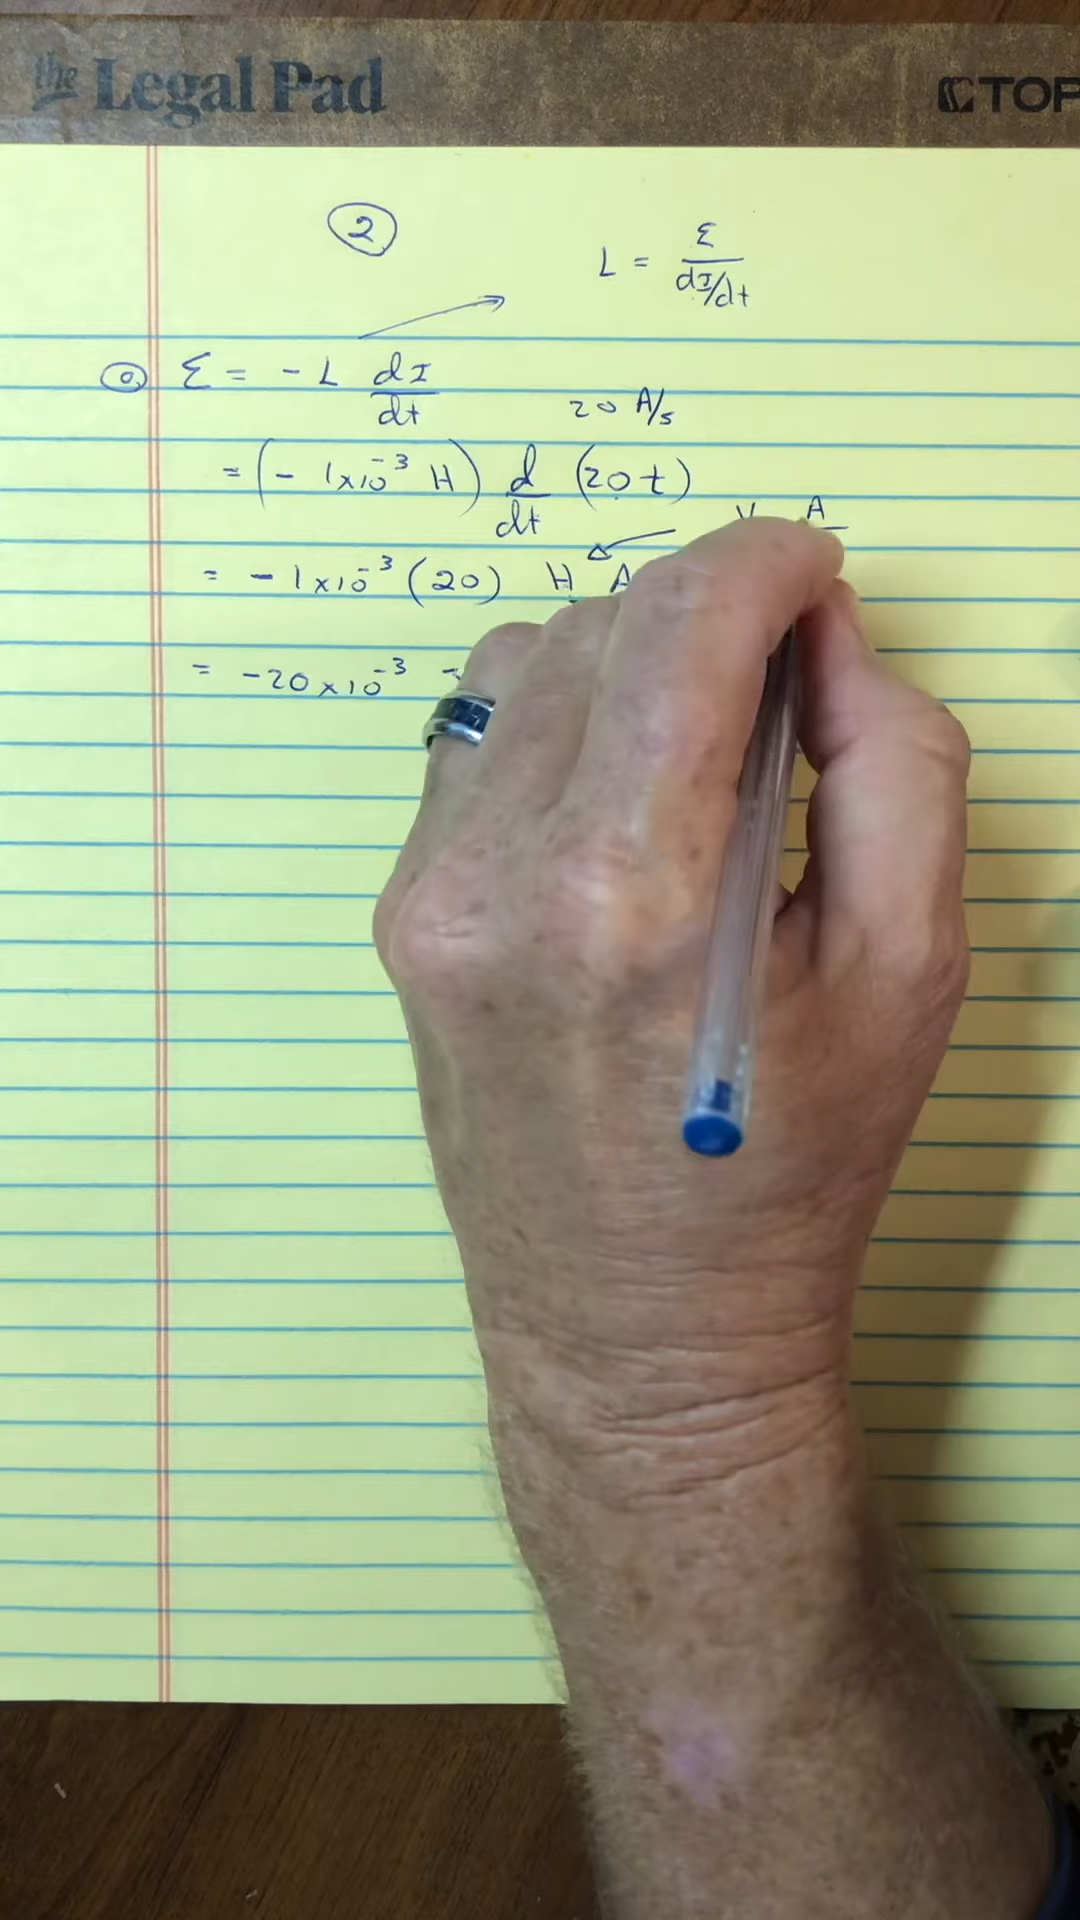 the Legal Pad
TOP
2
L = ε / dI/dt
a ε = - L dI/dt
20 A/s
= (- 1x10⁻³ H) d/dt (20t)
A
= - 1x10⁻³ (20) H A
= -20x10⁻³